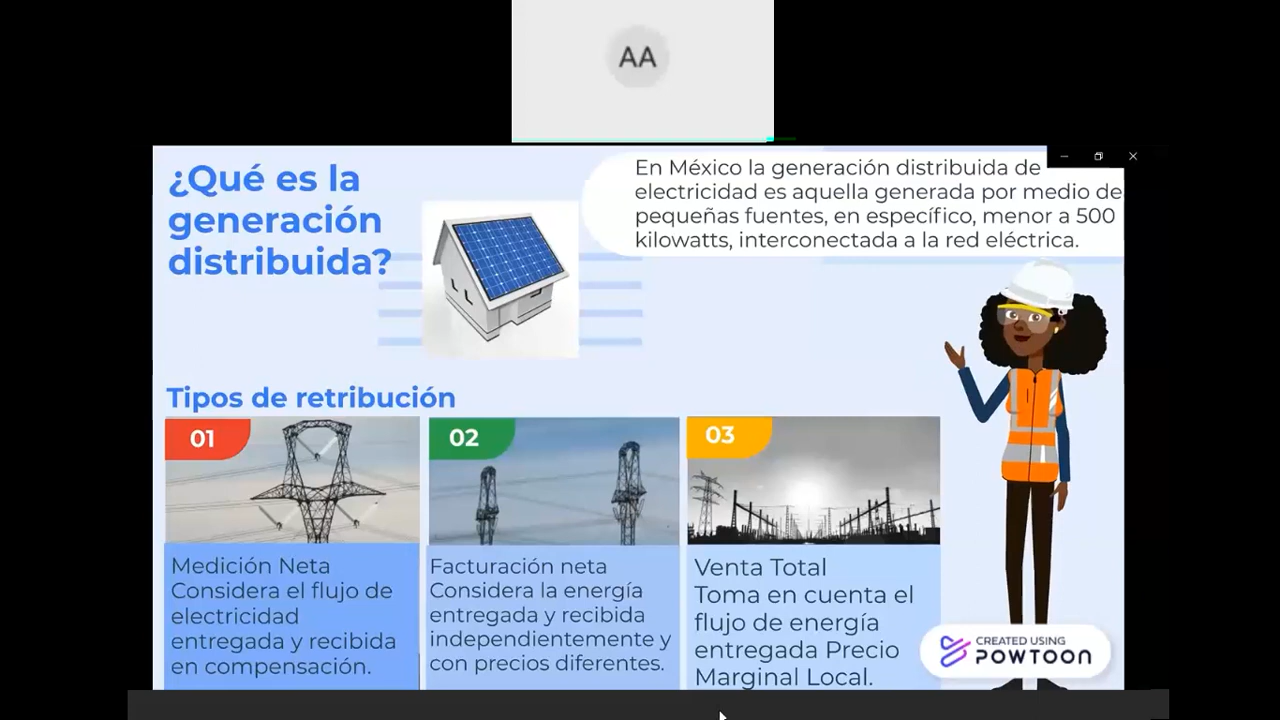 AA
¿Qué es la
generación
distribuida?
En México la generación distribuida de
electricidad es aquella generada por medio de
pequeñas fuentes, en específico, menor a 500
kilowatts, interconectada a la red eléctrica.
Tipos de retribución
01
Medición Neta
Considera el flujo de
electricidad
entregada y recibida
en compensación.
02
Facturación neta
Considera la energía
entregada y recibida
independientemente y
con precios diferentes.
03
Venta Total
Toma en cuenta el
flujo de energía
entregada Precio
Marginal Local.
CREATED USING
POWTOON